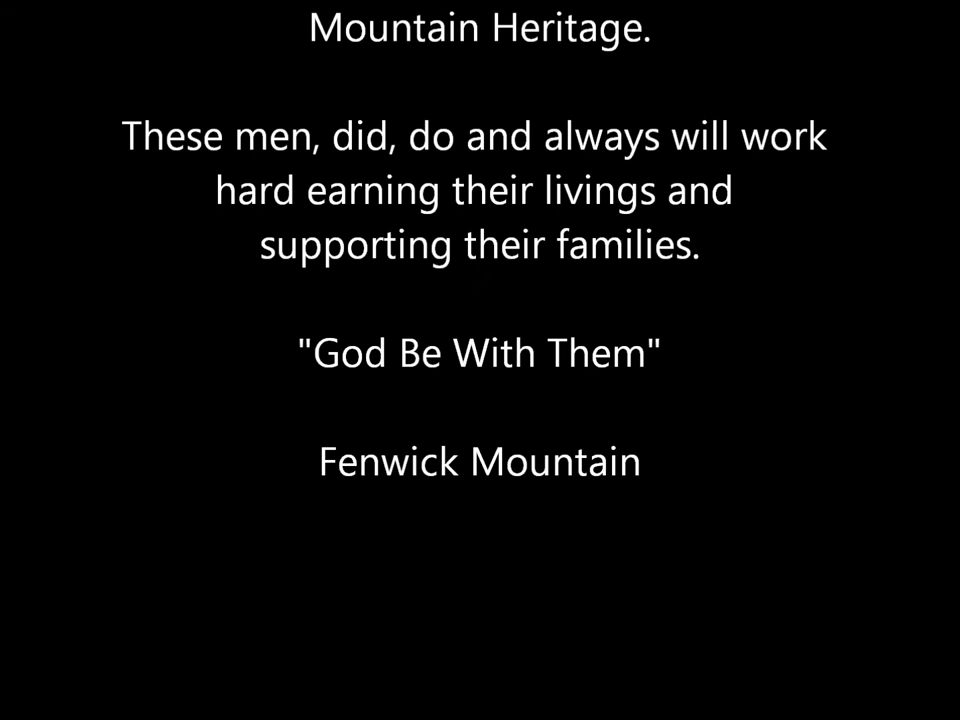 Mountain Heritage.
These men, did, do and always will work
hard earning their livings and
supporting their families.
"God Be With Them"
Fenwick Mountain